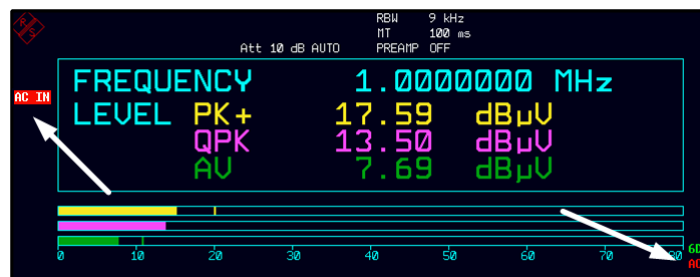 RBW 9 kHz
MT 100 ms
Att 10 dB AUTO PREAMP OFF
AC IN
FREQUENCY 1.0000000 MHz
LEVEL PK+ 17.59 dBµV
QPK 13.50 dBµV
AV 7.69 dBµV
0 10 20 30 40 50 60 70 80